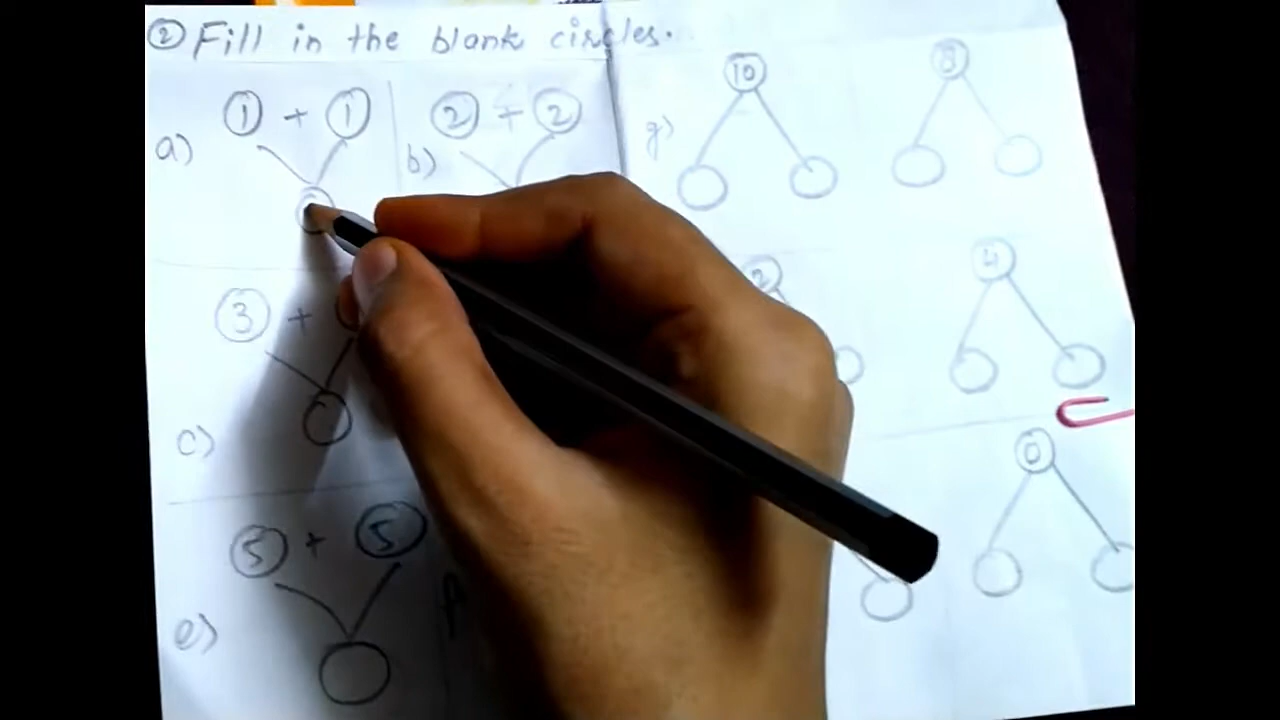 ② Fill in the blank circles.
a) ① + ①
b) ② + ②
c) ③ +
e) ⑤ + ⑤
g) 10
8
2
4
0